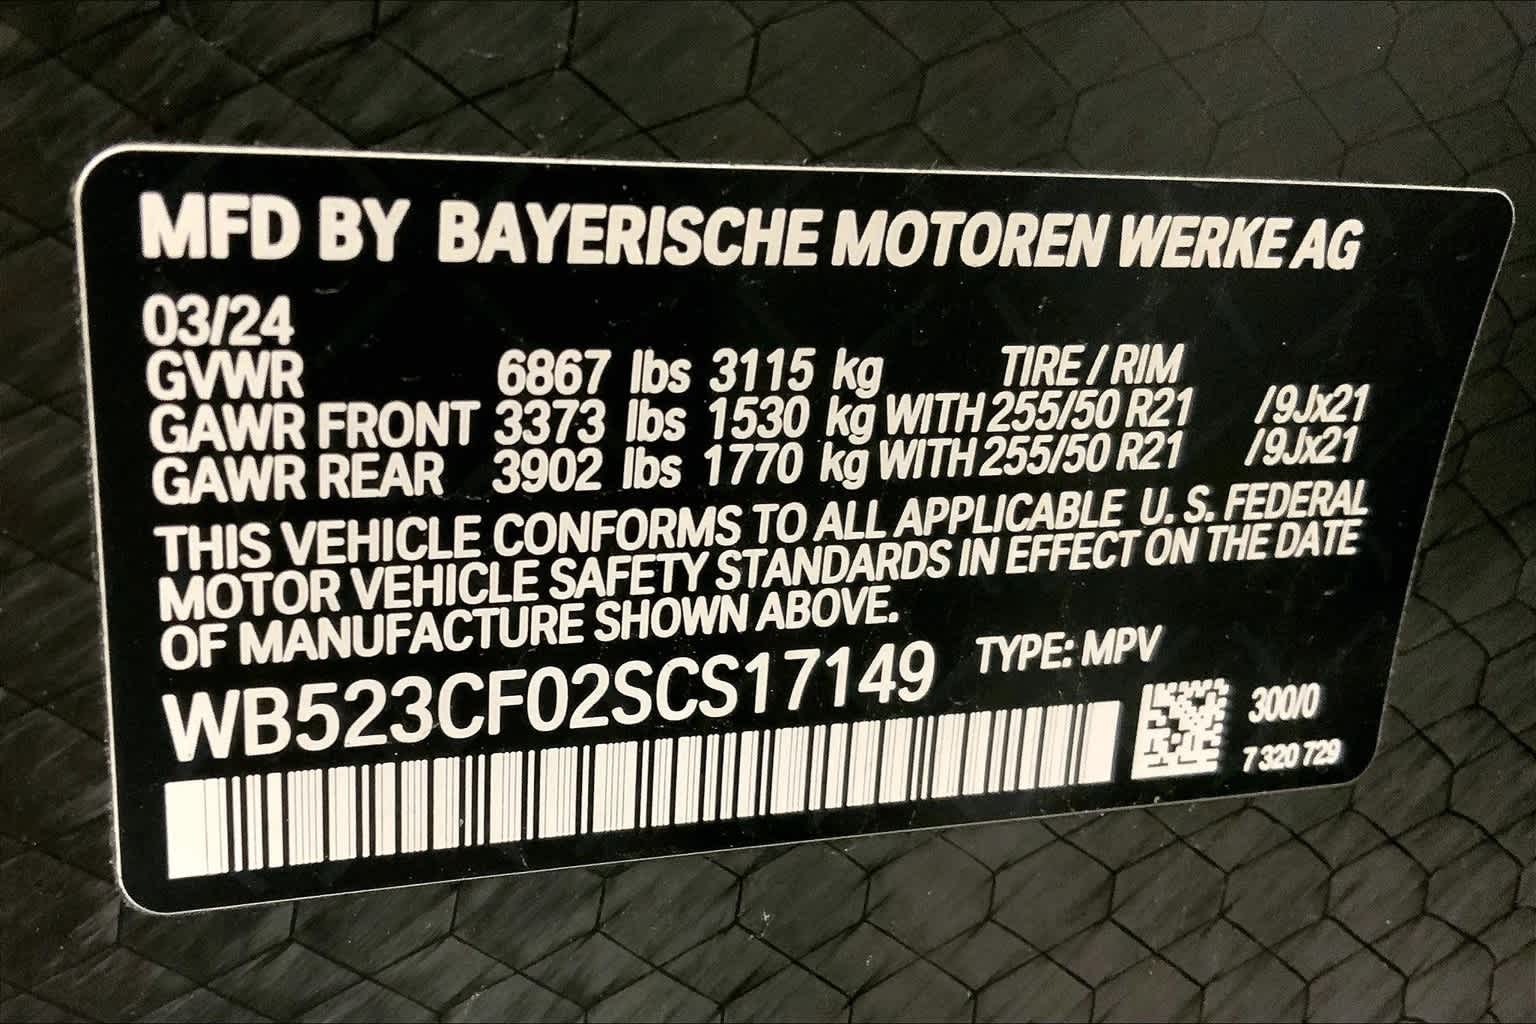 MFD BY BAYERISCHE MOTOREN WERKE AG
03/24
GVWR 6867 lbs 3115 kg TIRE / RIM
GAWR FRONT 3373 lbs 1530 kg WITH 255/50 R21 /9Jx21
GAWR REAR 3902 lbs 1770 kg WITH 255/50 R21 /9Jx21
THIS VEHICLE CONFORMS TO ALL APPLICABLE U. S. FEDERAL
MOTOR VEHICLE SAFETY STANDARDS IN EFFECT ON THE DATE
OF MANUFACTURE SHOWN ABOVE.
WB523CF02SCS17149 TYPE: MPV
300/0
7 320 729